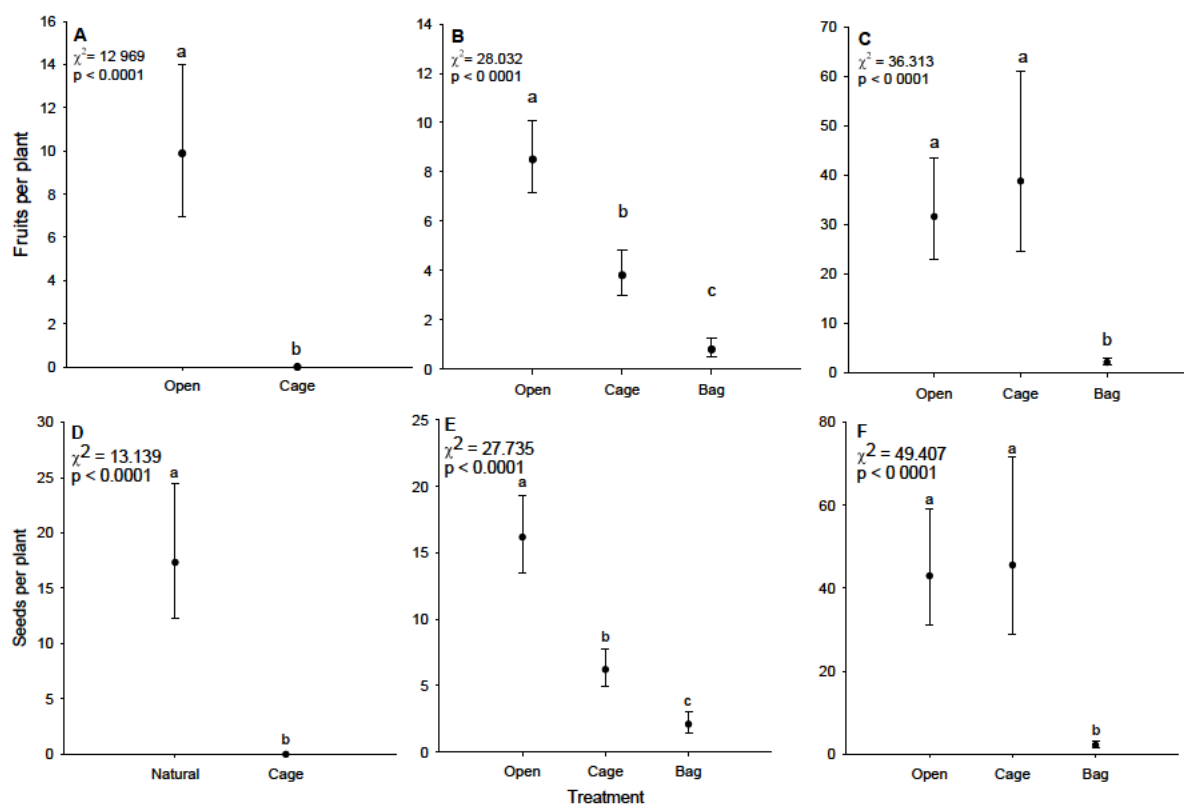 A
χ²= 12 969
p < 0.0001
a
b
16
14
12
10
8
6
4
2
0
Open Cage
Fruits per plant
B
χ²= 28.032
p < 0 0001
a
b
c
14
12
10
8
6
4
2
0
Open Cage Bag
C
χ² = 36.313
p < 0 0001
a
a
b
70
60
50
40
30
20
10
0
Open Cage Bag
D
χ2 = 13.139
p < 0.0001
a
b
30
25
20
15
10
5
0
Natural Cage
Seeds per plant
E
χ2 = 27.735
p < 0.0001
a
b
c
25
20
15
10
5
0
Open Cage Bag
Treatment
F
χ2 = 49.407
p < 0 0001
a
a
b
80
60
40
20
0
Open Cage Bag